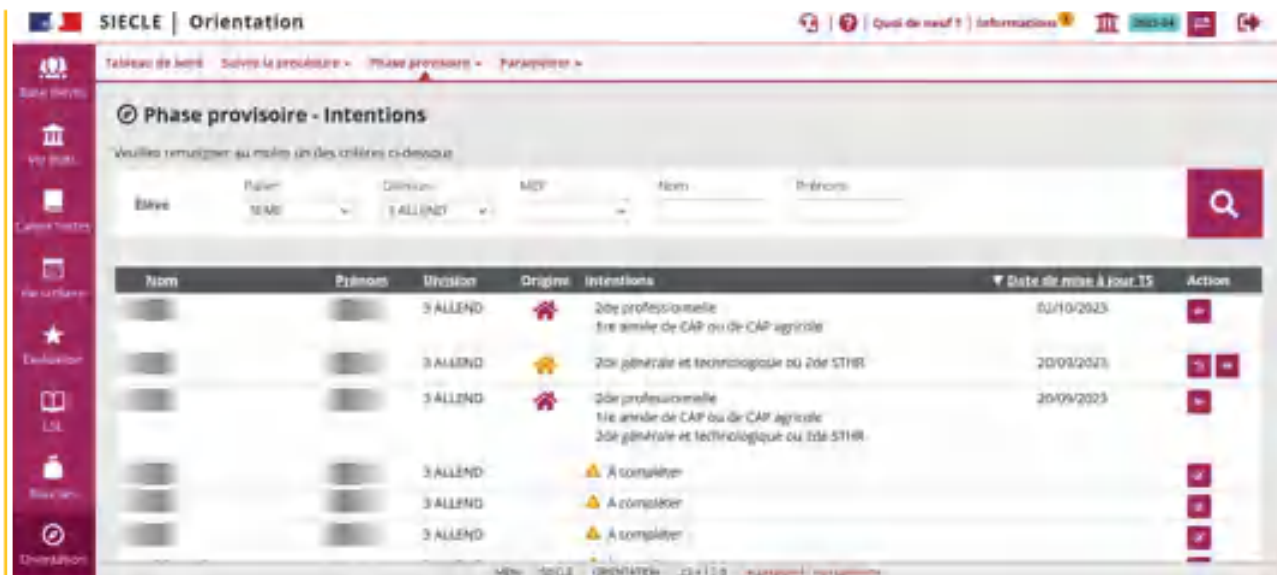 SIECLE | Orientation
Quoi de neuf ? | Informations
Tableau de bord Suivre la procédure Phase provisoire Paramétrer
Phase provisoire - Intentions
Veuillez renseigner au moins un des critères ci-dessous
Palier Division MEF Nom Prénom
Élève 3EME 3 ALLEND
Nom Prénom Division Origine Intentions Date de mise à jour TS Action
3 ALLEND 2de professionnelle 02/10/2023
1re année de CAP ou de CAP agricole
3 ALLEND 2de générale et technologique ou 2de STHR 20/09/2023
3 ALLEND 2de professionnelle 20/09/2023
1re année de CAP ou de CAP agricole
2de générale et technologique ou 2de STHR
3 ALLEND A compléter
3 ALLEND A compléter
3 ALLEND A compléter
Evaluation
LSL
Orientation